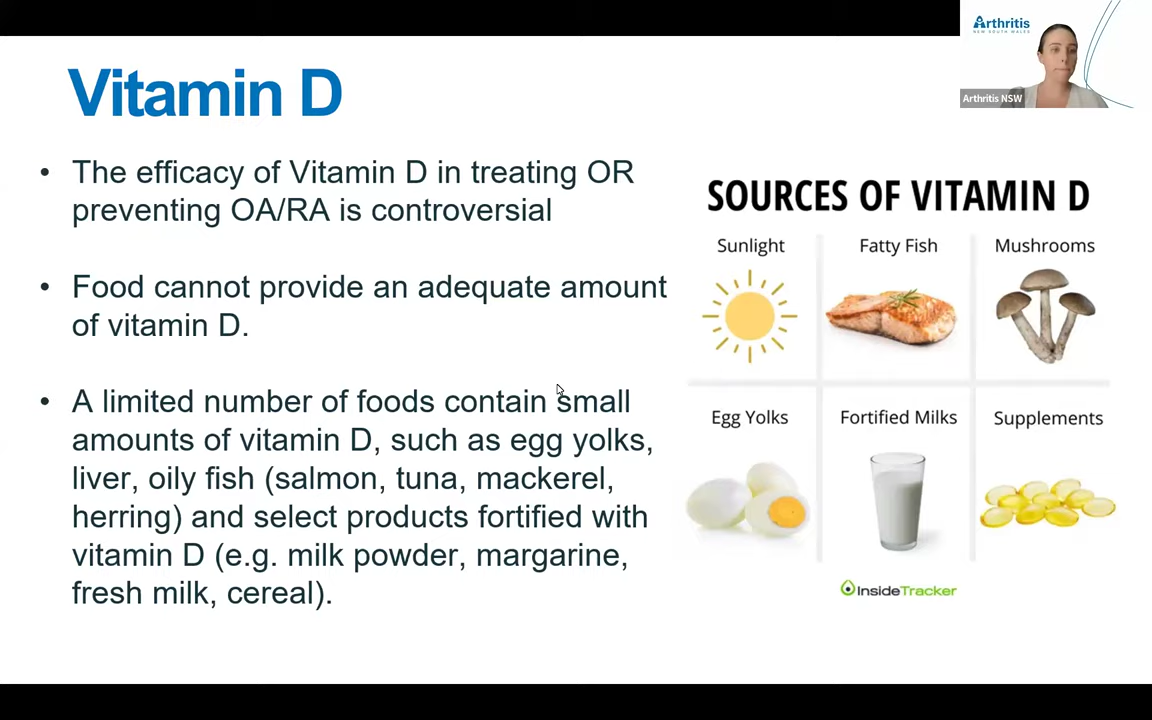 Arthritis
NEW SOUTH WALES
Arthritis NSW
Vitamin D
• The efficacy of Vitamin D in treating OR
preventing OA/RA is controversial
• Food cannot provide an adequate amount
of vitamin D.
• A limited number of foods contain small
amounts of vitamin D, such as egg yolks,
liver, oily fish (salmon, tuna, mackerel,
herring) and select products fortified with
vitamin D (e.g. milk powder, margarine,
fresh milk, cereal).
SOURCES OF VITAMIN D
Sunlight
Fatty Fish
Mushrooms
Egg Yolks
Fortified Milks
Supplements
InsideTracker